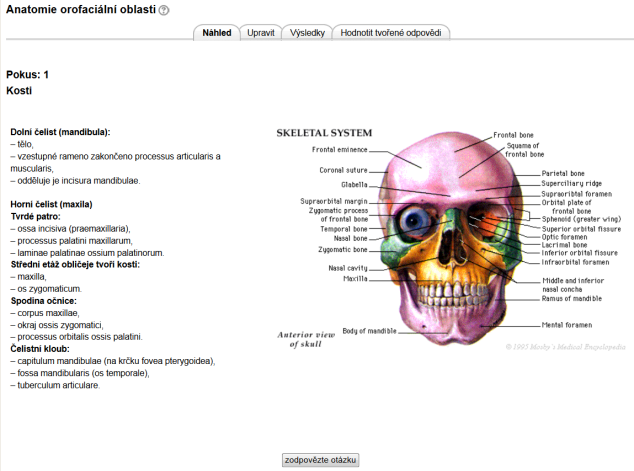 Anatomie orofaciální oblasti
Náhled Upravit Výsledky Hodnotit tvořené odpovědi
Pokus: 1
Kosti
Dolní čelist (mandibula):
– tělo,
– vzestupné rameno zakončeno processus articularis a
muscularis,
– odděluje je incisura mandibulae.
Horní čelist (maxila)
Tvrdé patro:
– ossa incisiva (praemaxillaria),
– processus palatini maxillarum,
– laminae palatinae ossium palatinorum.
Střední etáž obličeje tvoří kosti:
– maxilla,
– os zygomaticum.
Spodina očnice:
– corpus maxillae,
– okraj ossis zygomatici,
– processus orbitalis ossis palatini.
Čelistní kloub:
– capitulum mandibulae (na krčku fovea pterygoidea),
– fossa mandibularis (os temporale),
– tuberculum articulare.
SKELETAL SYSTEM
Frontal eminence
Coronal suture
Glabella
Supraorbital margin
Zygomatic process
of frontal bone
Temporal bone
Nasal bone
Zygomatic bone
Nasal cavity
Maxilla
Body of mandible
Anterior view
of skull
Frontal bone
Squama of
frontal bone
Parietal bone
Superciliary ridge
Supraorbital foramen
Orbital plate of
frontal bone
Sphenoid (greater wing)
Superior orbital fissure
Optic foramen
Lacrimal bone
Inferior orbital fissure
Infraorbital foramen
Middle and inferior
nasal concha
Ramus of mandible
Mental foramen
© 1995 Mosby's Medical Encyclopedia
zodpovězte otázku